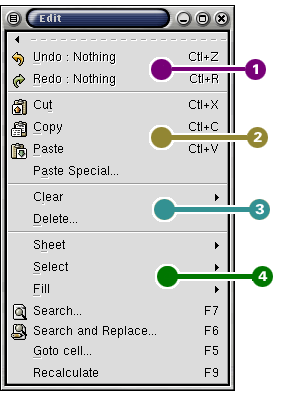 Edit
Undo : Nothing Ctl+Z
Redo : Nothing Ctl+R
1
Cut Ctl+X
Copy Ctl+C
2
Paste Ctl+V
Paste Special...
Clear
3
Delete...
Sheet
Select
4
Fill
Search... F7
Search and Replace... F6
Goto cell... F5
Recalculate F9